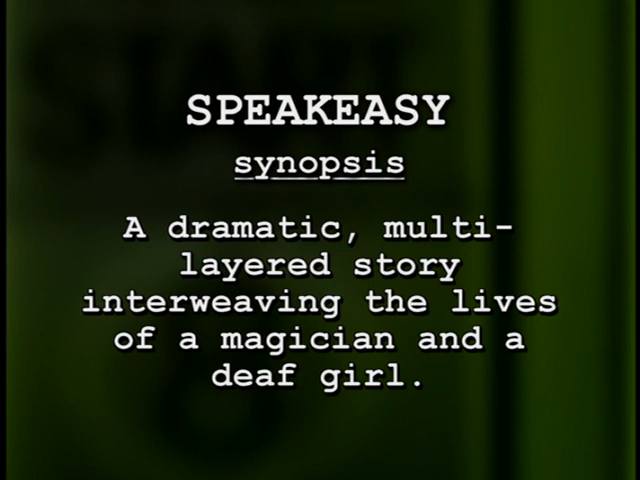 SPEAKEASY
synopsis
A dramatic, multi-
layered story
interweaving the lives
of a magician and a
deaf girl.